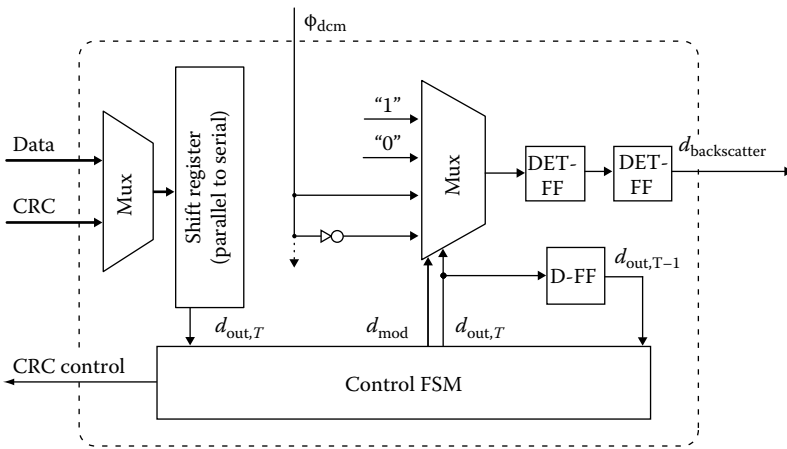 ϕdcm
Data
CRC
Mux
Shift register
(parallel to serial)
“1”
“0”
Mux
DET-
FF
DET-
FF
dbackscatter
D-FF
dout,T−1
dout,T
dmod
dout,T
CRC control
Control FSM